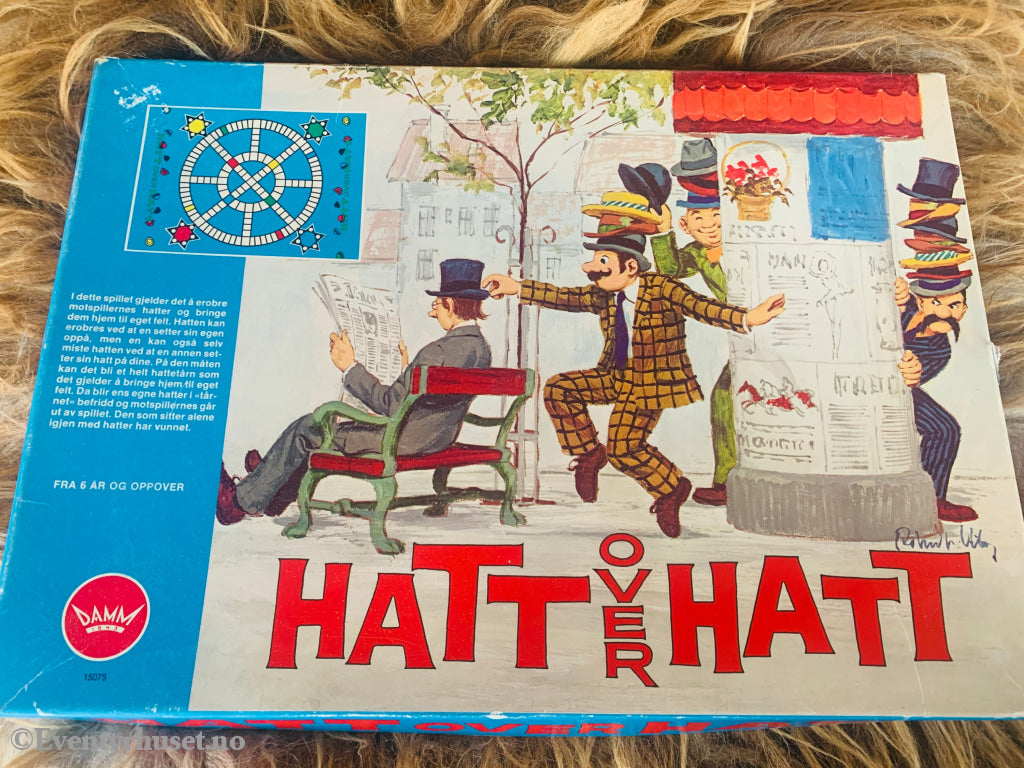 I dette spillet gjelder det å erobre
motspillernes hatter og bringe
dem hjem til eget felt. Hatten kan
erobres ved at en setter sin egen
oppå, men en kan også selv
miste hatten ved at en annen set-
ter sin hatt på dine. På den måten
kan det bli et helt hattetårn som
det gjelder å bringe hjem til eget
felt. Da blir ens egne hatter i «tår-
net» befridd og motspillernes går
ut av spillet. Den som sitter alene
igjen med hatter har vunnet.
FRA 6 ÅR OG OPPOVER
DAMM
1843
15075
HATT OVER HATT
HATT OVER HATT
©Eventyrhuset.no